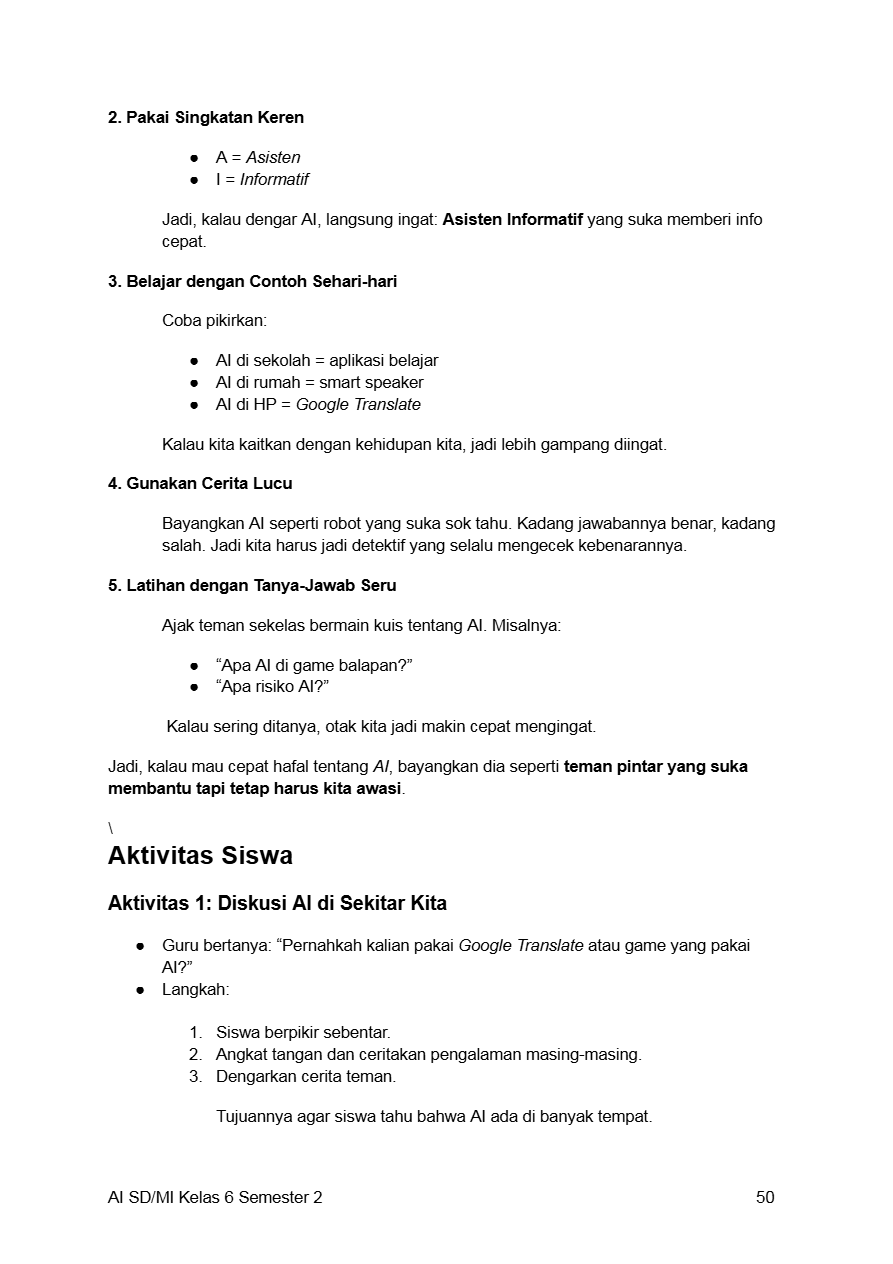 2. Pakai Singkatan Keren
● A = Asisten
● I = Informatif
Jadi, kalau dengar AI, langsung ingat: Asisten Informatif yang suka memberi info
cepat.
3. Belajar dengan Contoh Sehari-hari
Coba pikirkan:
● AI di sekolah = aplikasi belajar
● AI di rumah = smart speaker
● AI di HP = Google Translate
Kalau kita kaitkan dengan kehidupan kita, jadi lebih gampang diingat.
4. Gunakan Cerita Lucu
Bayangkan AI seperti robot yang suka sok tahu. Kadang jawabannya benar, kadang
salah. Jadi kita harus jadi detektif yang selalu mengecek kebenarannya.
5. Latihan dengan Tanya-Jawab Seru
Ajak teman sekelas bermain kuis tentang AI. Misalnya:
● “Apa AI di game balapan?”
● “Apa risiko AI?”
Kalau sering ditanya, otak kita jadi makin cepat mengingat.
Jadi, kalau mau cepat hafal tentang AI, bayangkan dia seperti teman pintar yang suka
membantu tapi tetap harus kita awasi.
\
Aktivitas Siswa
Aktivitas 1: Diskusi AI di Sekitar Kita
● Guru bertanya: “Pernahkah kalian pakai Google Translate atau game yang pakai
AI?”
● Langkah:
1. Siswa berpikir sebentar.
2. Angkat tangan dan ceritakan pengalaman masing-masing.
3. Dengarkan cerita teman.
Tujuannya agar siswa tahu bahwa AI ada di banyak tempat.
AI SD/MI Kelas 6 Semester 2 50